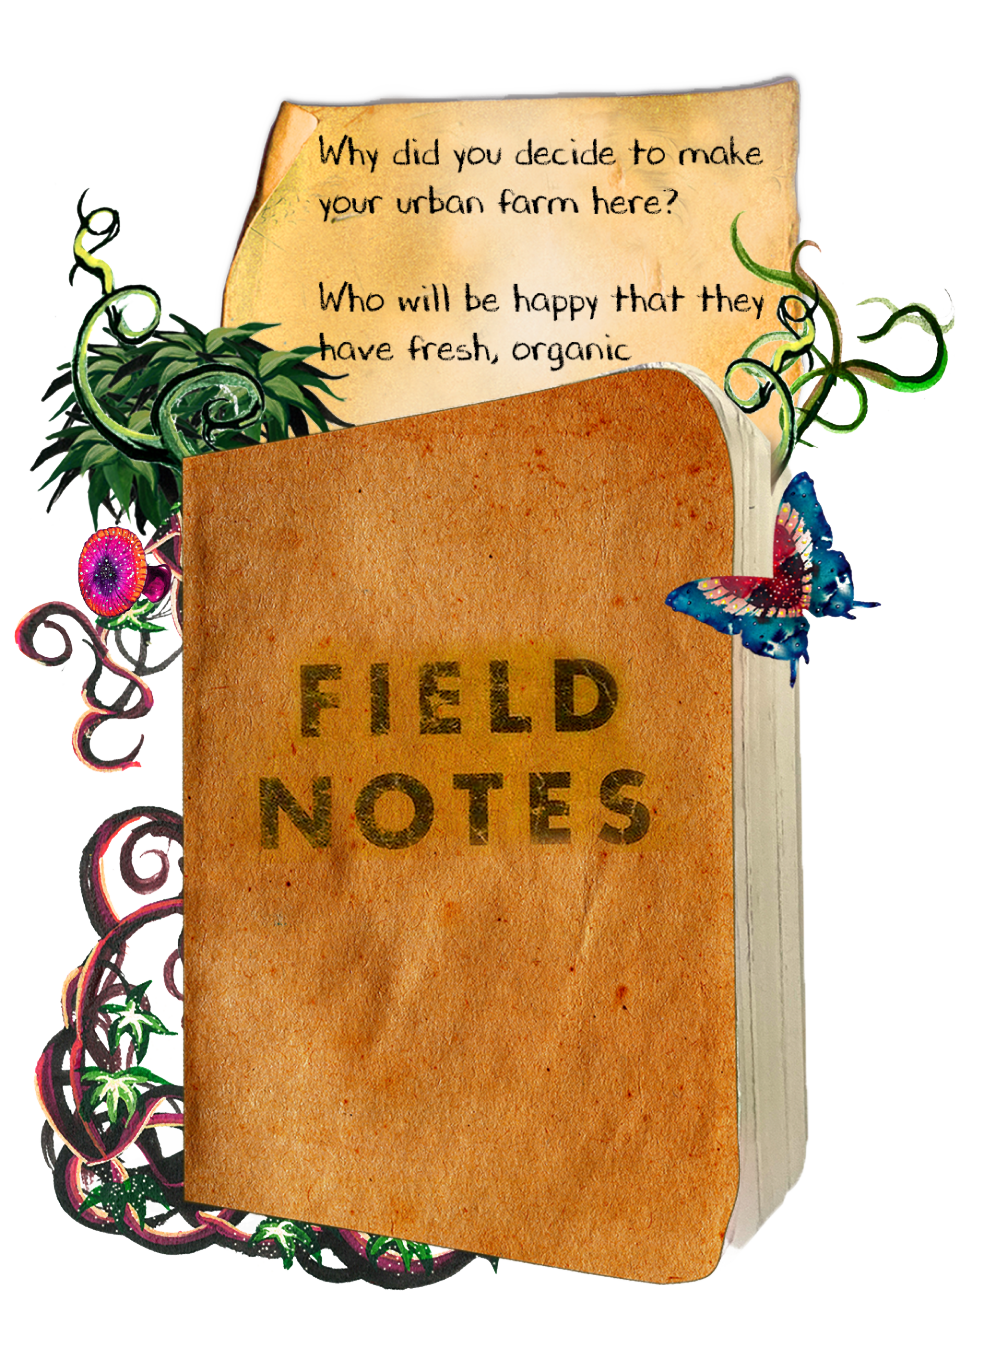 Why did you decide to make
your urban farm here?
Who will be happy that they
have fresh, organic
FIELD
NOTES